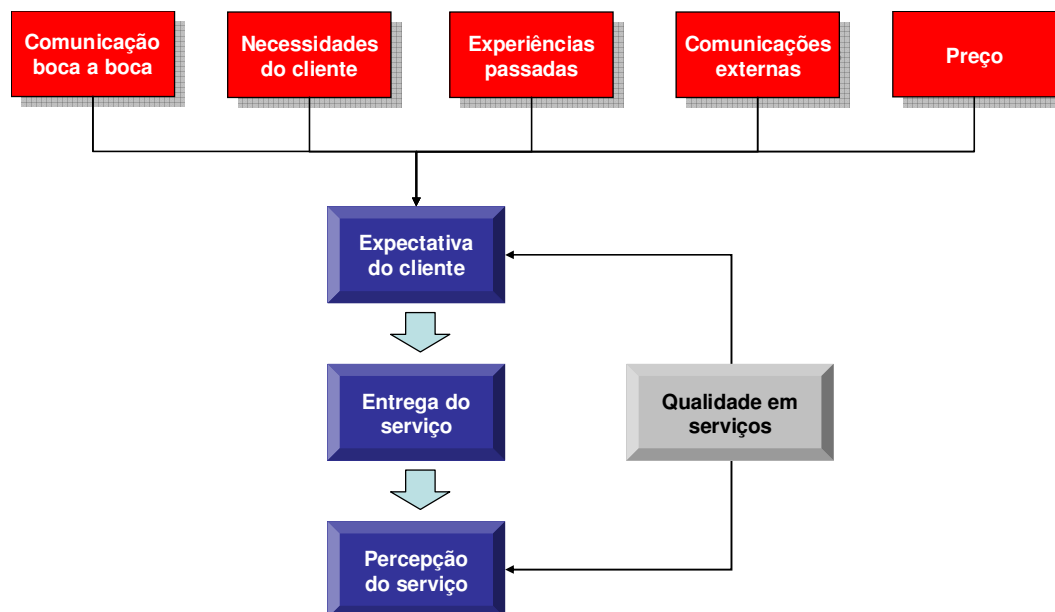 Comunicação
boca a boca
Necessidades
do cliente
Experiências
passadas
Comunicações
externas
Preço
Expectativa
do cliente
Entrega do
serviço
Qualidade em
serviços
Percepção
do serviço